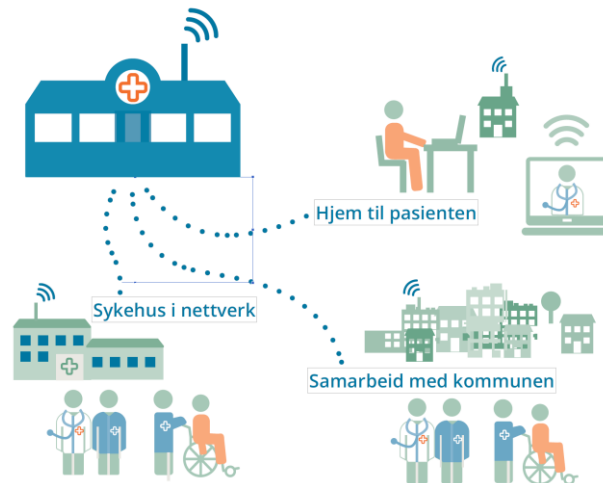 Hjem til pasienten
Sykehus i nettverk
Samarbeid med kommunen